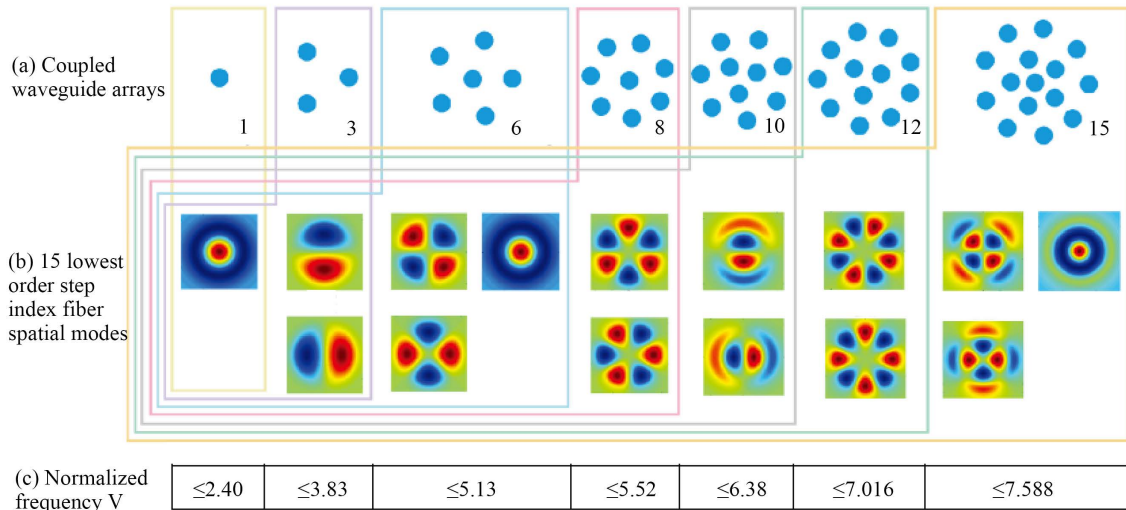 (a) Coupled
waveguide arrays
1
3
6
8
10
12
15
(b) 15 lowest
order step
index fiber
spatial modes
(c) Normalized
frequency V
≤2.40
≤3.83
≤5.13
≤5.52
≤6.38
≤7.016
≤7.588